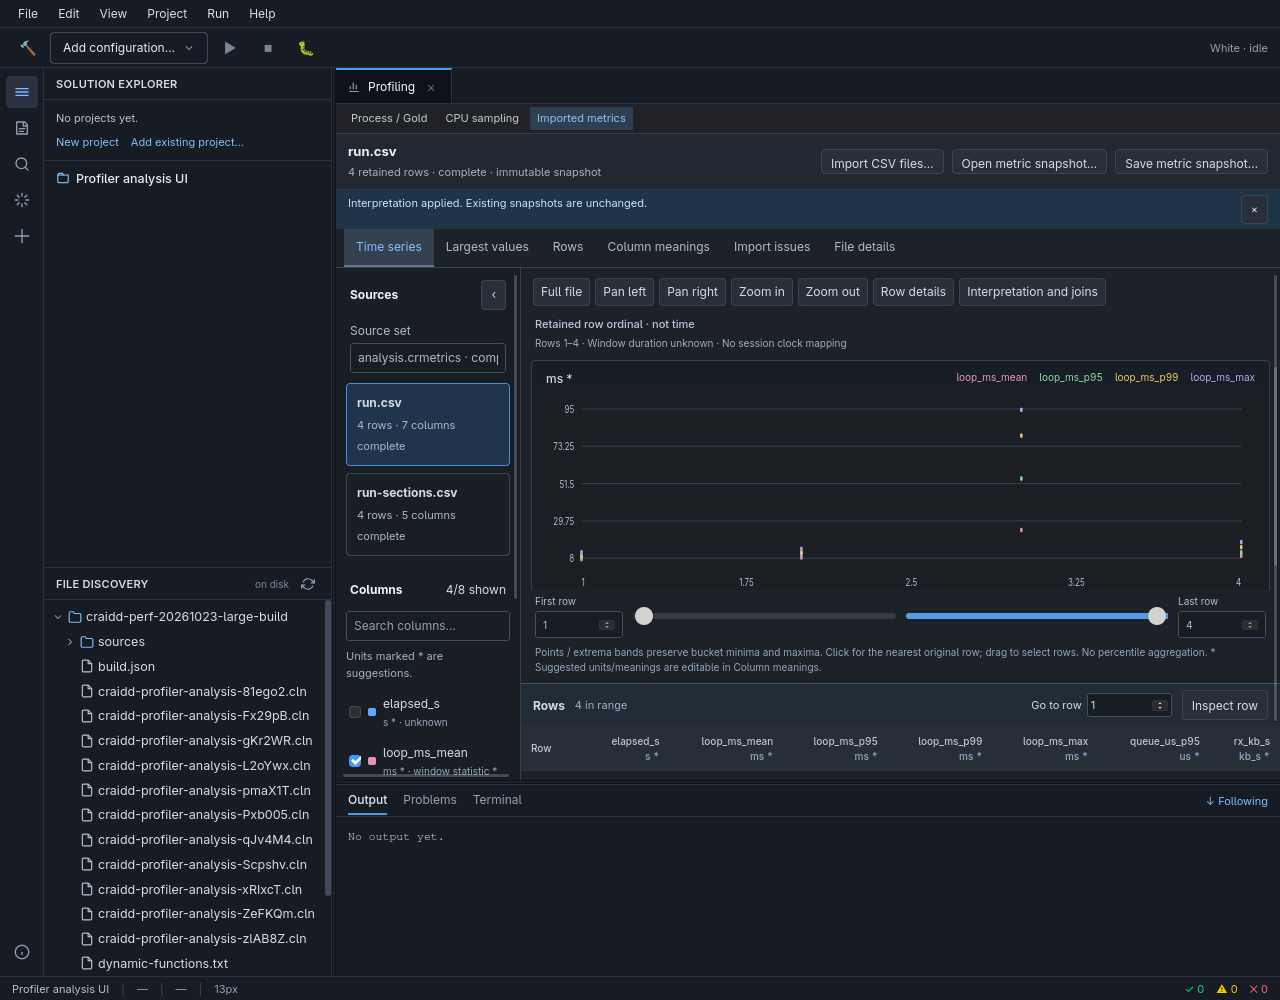 File Edit View Project Run Help
Add configuration...
White · idle
SOLUTION EXPLORER
No projects yet.
New project Add existing project...
Profiler analysis UI
FILE DISCOVERY on disk
craidd-perf-20261023-large-build
sources
build.json
craidd-profiler-analysis-81ego2.cln
craidd-profiler-analysis-Fx29pB.cln
craidd-profiler-analysis-gKr2WR.cln
craidd-profiler-analysis-L2oYwx.cln
craidd-profiler-analysis-pmaX1T.cln
craidd-profiler-analysis-Pxb005.cln
craidd-profiler-analysis-qJv4M4.cln
craidd-profiler-analysis-Scpshv.cln
craidd-profiler-analysis-xRIxcT.cln
craidd-profiler-analysis-ZeFKQm.cln
craidd-profiler-analysis-zlAB8Z.cln
dynamic-functions.txt
Profiling ×
Process / Gold CPU sampling Imported metrics
run.csv
4 retained rows · complete · immutable snapshot
Import CSV files... Open metric snapshot... Save metric snapshot...
Interpretation applied. Existing snapshots are unchanged.
×
Time series Largest values Rows Column meanings Import issues File details
Sources ‹
Source set
analysis.crmetrics · comp
run.csv
4 rows · 7 columns
complete
run-sections.csv
4 rows · 5 columns
complete
Columns 4/8 shown
Search columns...
Units marked * are
suggestions.
elapsed_s
s * · unknown
loop_ms_mean
ms * · window statistic *
Full file Pan left Pan right Zoom in Zoom out Row details Interpretation and joins
Retained row ordinal · not time
Rows 1–4 · Window duration unknown · No session clock mapping
ms * loop_ms_mean loop_ms_p95 loop_ms_p99 loop_ms_max
95
73.25
51.5
29.75
8
1 1.75 2.5 3.25 4
First row Last row
1 4
Points / extrema bands preserve bucket minima and maxima. Click for the nearest original row; drag to select rows. No percentile aggregation. *
Suggested units/meanings are editable in Column meanings.
Rows 4 in range Go to row 1 Inspect row
Row elapsed_s loop_ms_mean loop_ms_p95 loop_ms_p99 loop_ms_max queue_us_p95 rx_kb_s
s * ms * ms * ms * ms * us * kb_s *
Output Problems Terminal ↓ Following
No output yet.
Profiler analysis UI — — 13px
0 0 0